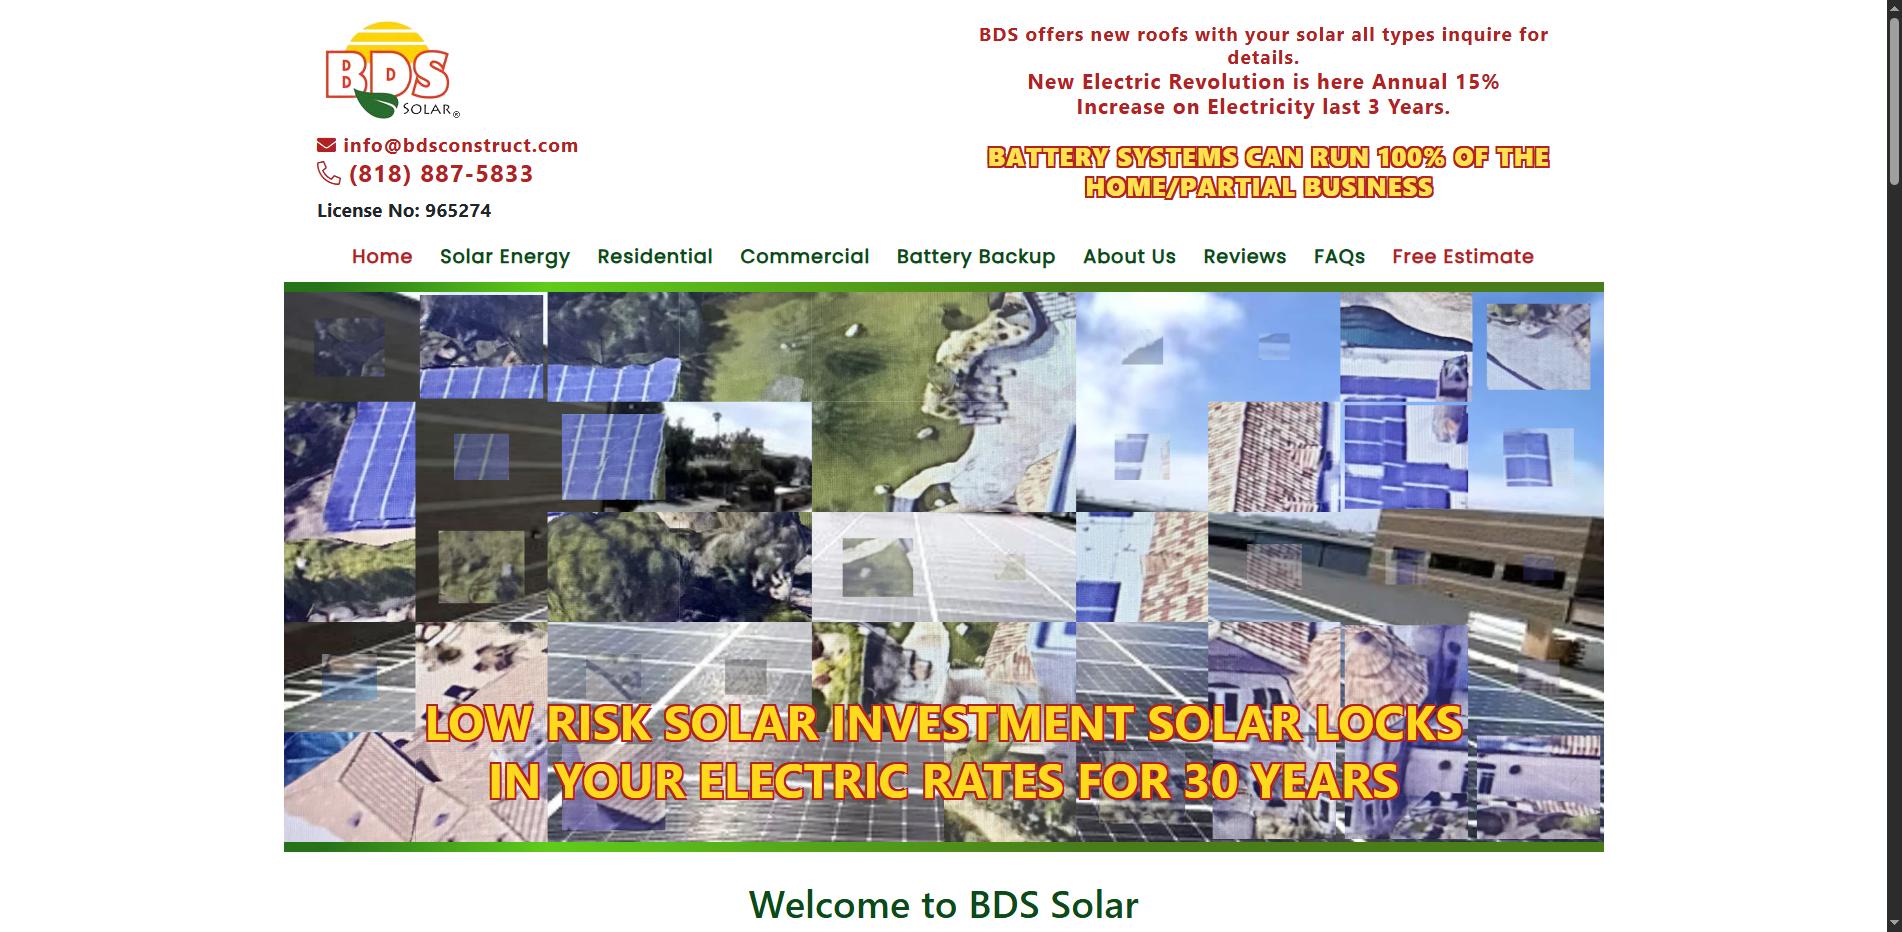 BDS
SOLAR®
info@bdsconstruct.com
(818) 887-5833
License No: 965274
BDS offers new roofs with your solar all types inquire for
details.
New Electric Revolution is here Annual 15%
Increase on Electricity last 3 Years.
BATTERY SYSTEMS CAN RUN 100% OF THE
HOME/PARTIAL BUSINESS
Home Solar Energy Residential Commercial Battery Backup About Us Reviews FAQs Free Estimate
LOW RISK SOLAR INVESTMENT SOLAR LOCKS
IN YOUR ELECTRIC RATES FOR 30 YEARS
Welcome to BDS Solar